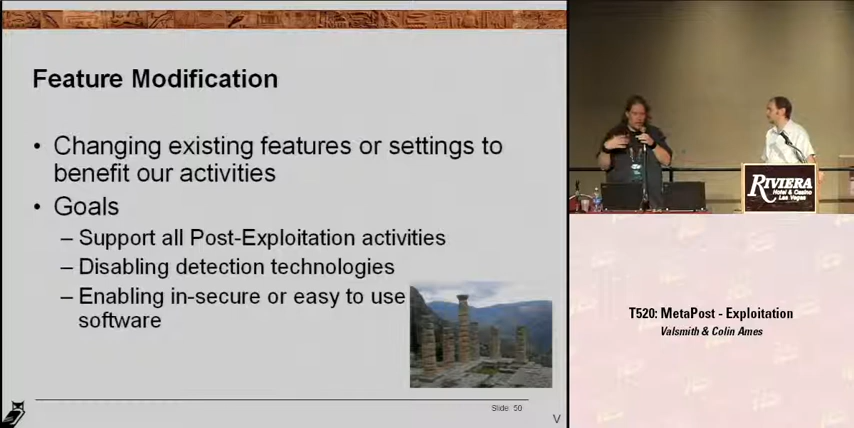 Feature Modification
• Changing existing features or settings to
benefit our activities
• Goals
– Support all Post-Exploitation activities
– Disabling detection technologies
– Enabling in-secure or easy to use
software
Slide 50
V
RIVIERA
Hotel & Casino
Las Vegas
T520: MetaPost - Exploitation
Valsmith & Colin Ames